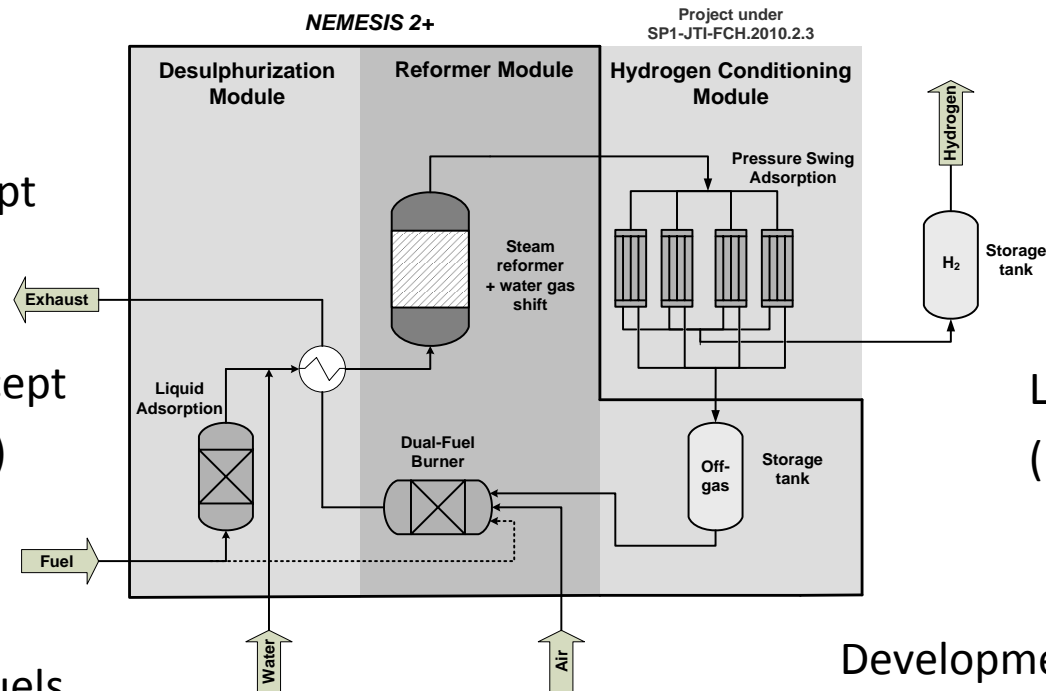 NEMESIS 2+
Project under
SP1-JTI-FCH.2010.2.3
Desulphurization
Module
Reformer Module
Hydrogen Conditioning
Module
Hydrogen
Pressure Swing
Adsorption
Steam
reformer
+ water gas
shift
H₂
Storage
tank
Exhaust
Liquid
Adsorption
Dual-Fuel
Burner
Off-
gas
Storage
tank
Fuel
Water
Air
pt
cept
)
L
(
uels
Developme